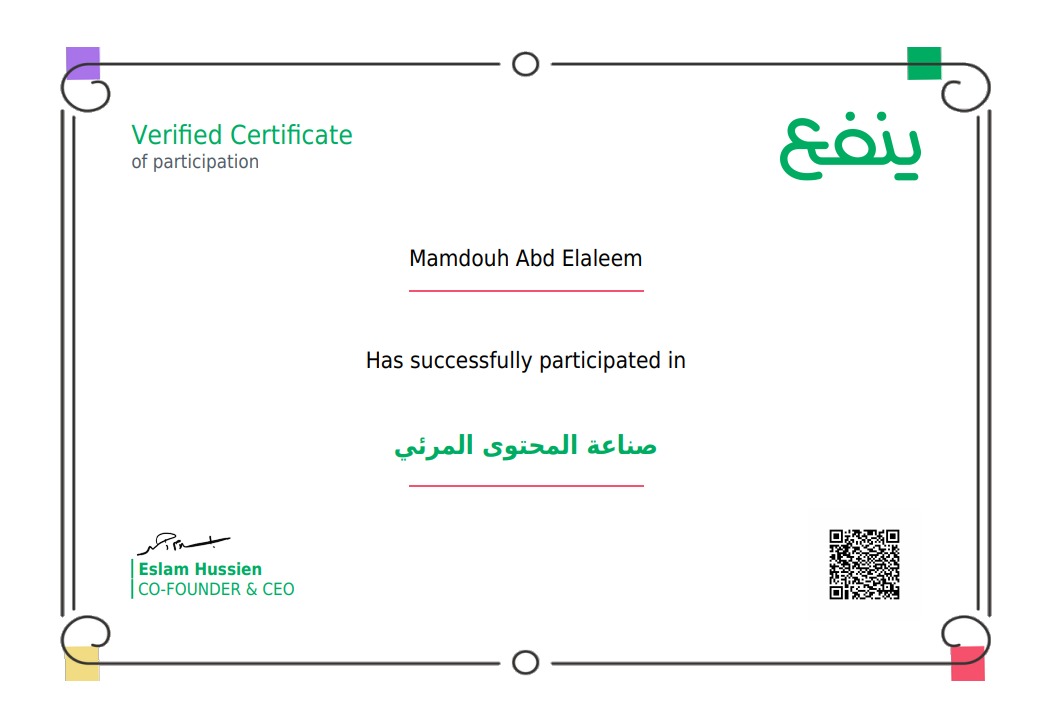 Verified Certificate
of participation
ينفع
Mamdouh Abd Elaleem
Has successfully participated in
صناعة المحتوى المرئي
Eslam Hussien
CO-FOUNDER & CEO